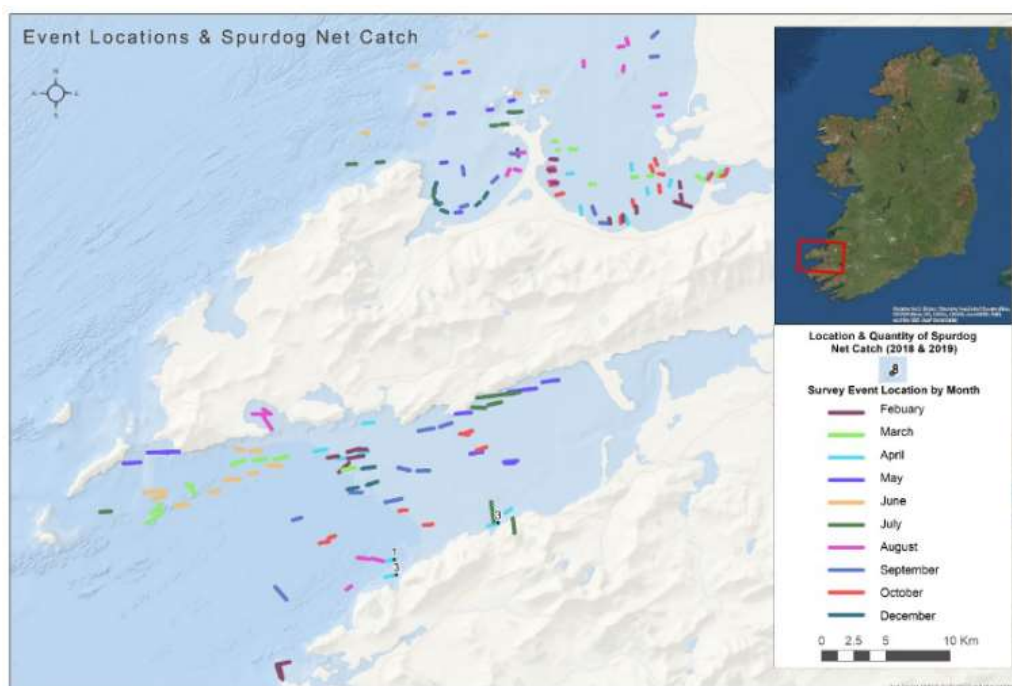 Event Locations & Spurdog Net Catch
N
Location & Quantity of Spurdog
Net Catch (2018 & 2019)
8
Survey Event Location by Month
Febuary
March
April
May
June
July
August
September
October
December
0 2.5 5 10 Km
3
1
3